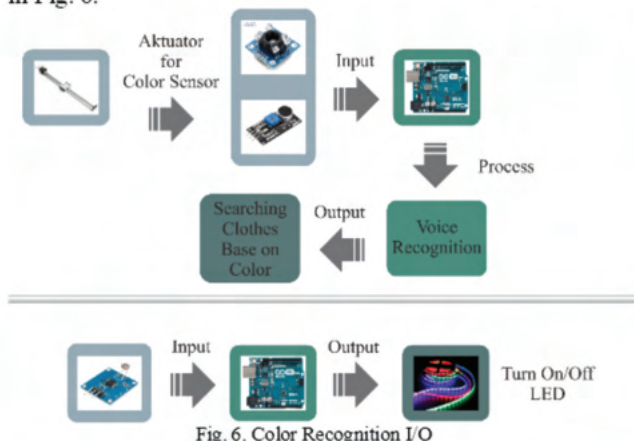 in Fig. 6.
Aktuator
for
Color Sensor
Input
Process
Searching
Clothes
Base on
Color
Output
Voice
Recognition
Input
Output
Turn On/Off
LED
Fig. 6. Color Recognition I/O